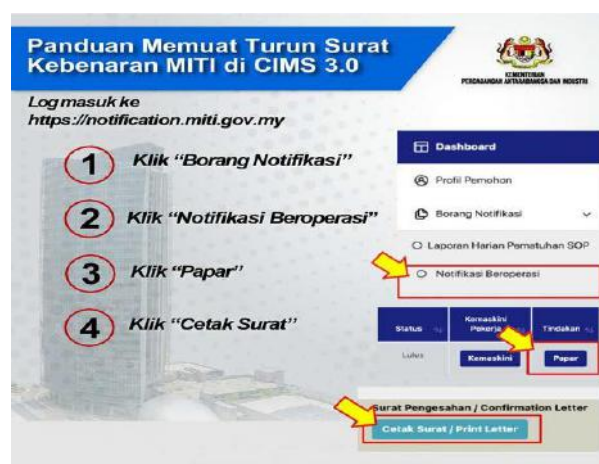 Panduan Memuat Turun Surat
Kebenaran MITI di CIMS 3.0
KEMENTERIAN
PERDAGANGAN ANTARABANGSA DAN INDUSTRI
Log masuk ke
https://notification.miti.gov.my
1 Klik “Borang Notifikasi”
2 Klik “Notifikasi Beroperasi”
3 Klik “Papar”
4 Klik “Cetak Surat”
Dashboard
Profil Pemohon
Borang Notifikasi
Laporan Harian Pematuhan SOP
Notifikasi Beroperasi
Status Kemaskini Pekerja Tindakan
Lulus Kemaskini Papar
Surat Pengesahan / Confirmation Letter
Cetak Surat / Print Letter